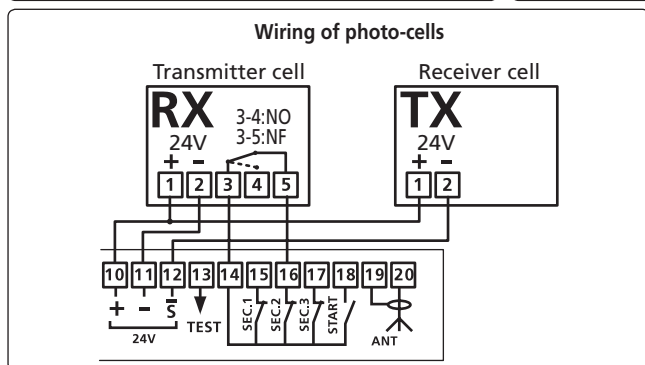 Wiring of photo-cells
Transmitter cell
Receiver cell
RX
3-4:NO
3-5:NF
24V
+ -
1 2 3 4 5
TX
24V
+ -
1 2
10 11 12 13 14 15 16 17 18 19 20
+ - S
24V
TEST
SEC.1
SEC.2
SEC.3
START
ANT